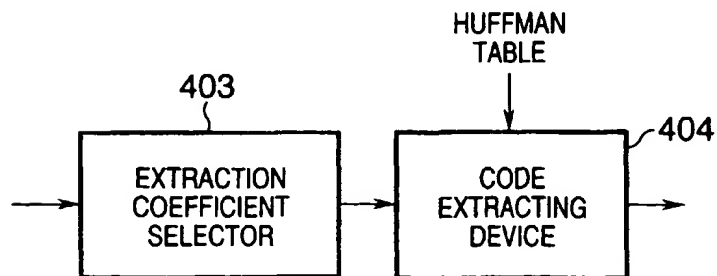 HUFFMAN
TABLE
403
404
EXTRACTION
COEFFICIENT
SELECTOR
CODE
EXTRACTING
DEVICE